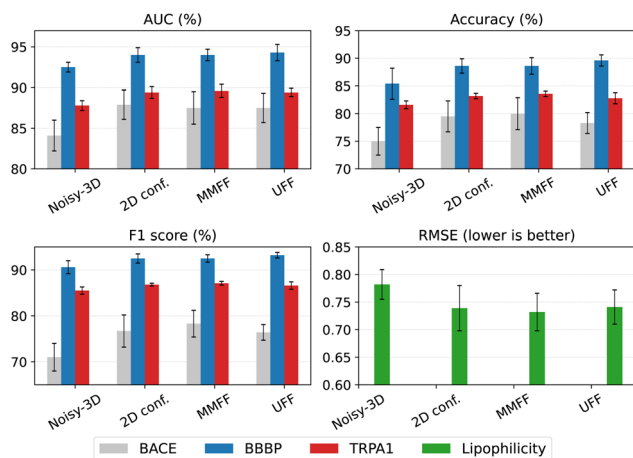 AUC (%)
95
90
85
80
Noisy-3D
2D conf.
MMFF
UFF
Accuracy (%)
95
90
85
80
75
70
Noisy-3D
2D conf.
MMFF
UFF
F1 score (%)
90
80
70
Noisy-3D
2D conf.
MMFF
UFF
RMSE (lower is better)
0.85
0.80
0.75
0.70
0.65
0.60
Noisy-3D
2D conf.
MMFF
UFF
BACE BBBP TRPA1 Lipophilicity